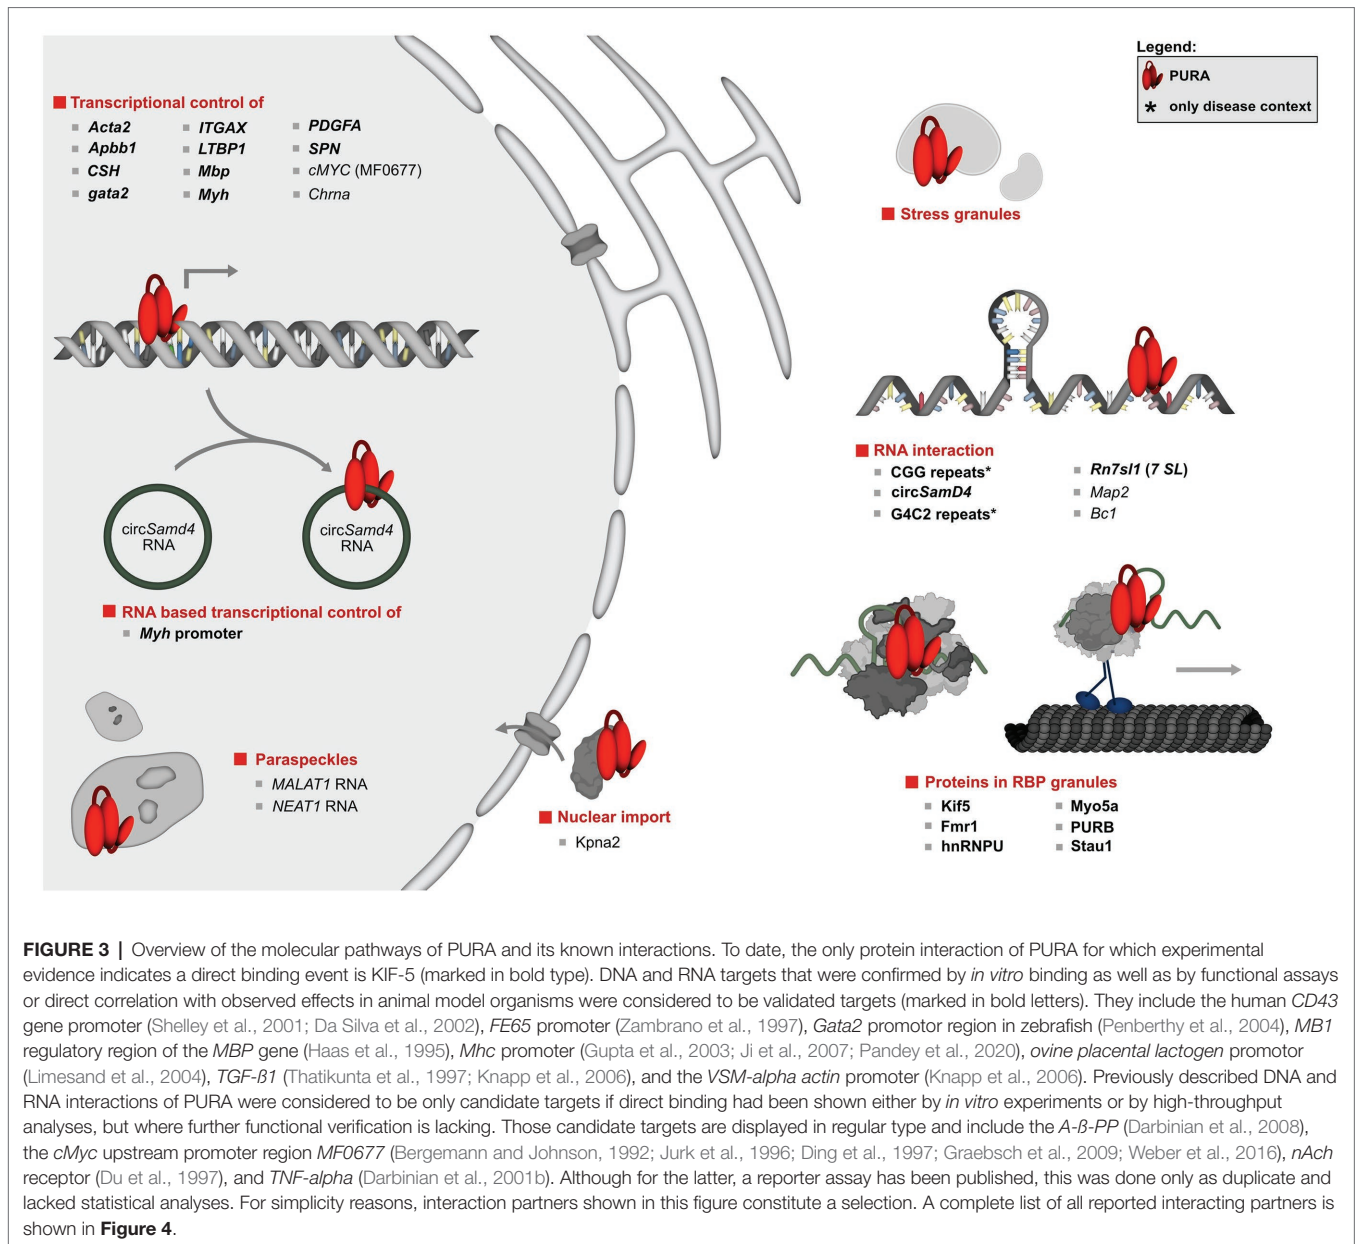 Legend:
PURA
* only disease context
Transcriptional control of
Acta2
Apbb1
CSH
gata2
ITGAX
LTBP1
Mbp
Myh
PDGFA
SPN
cMYC (MF0677)
Chrna
Stress granules
RNA interaction
CGG repeats*
circSamD4
G4C2 repeats*
Rn7sl1 (7 SL)
Map2
Bc1
circSamd4
RNA
circSamd4
RNA
RNA based transcriptional control of
Myh promoter
Paraspeckles
MALAT1 RNA
NEAT1 RNA
Nuclear import
Kpna2
Proteins in RBP granules
Kif5
Fmr1
hnRNPU
Myo5a
PURB
Stau1
FIGURE 3 | Overview of the molecular pathways of PURA and its known interactions. To date, the only protein interaction of PURA for which experimental
evidence indicates a direct binding event is KIF-5 (marked in bold type). DNA and RNA targets that were confirmed by in vitro binding as well as by functional assays
or direct correlation with observed effects in animal model organisms were considered to be validated targets (marked in bold letters). They include the human CD43
gene promoter (Shelley et al., 2001; Da Silva et al., 2002), FE65 promoter (Zambrano et al., 1997), Gata2 promotor region in zebrafish (Penberthy et al., 2004), MB1
regulatory region of the MBP gene (Haas et al., 1995), Mhc promoter (Gupta et al., 2003; Ji et al., 2007; Pandey et al., 2020), ovine placental lactogen promotor
(Limesand et al., 2004), TGF-ß1 (Thatikunta et al., 1997; Knapp et al., 2006), and the VSM-alpha actin promoter (Knapp et al., 2006). Previously described DNA and
RNA interactions of PURA were considered to be only candidate targets if direct binding had been shown either by in vitro experiments or by high-throughput
analyses, but where further functional verification is lacking. Those candidate targets are displayed in regular type and include the A-ß-PP (Darbinian et al., 2008),
the cMyc upstream promoter region MF0677 (Bergemann and Johnson, 1992; Jurk et al., 1996; Ding et al., 1997; Graebsch et al., 2009; Weber et al., 2016), nAch
receptor (Du et al., 1997), and TNF-alpha (Darbinian et al., 2001b). Although for the latter, a reporter assay has been published, this was done only as duplicate and
lacked statistical analyses. For simplicity reasons, interaction partners shown in this figure constitute a selection. A complete list of all reported interacting partners is
shown in Figure 4.